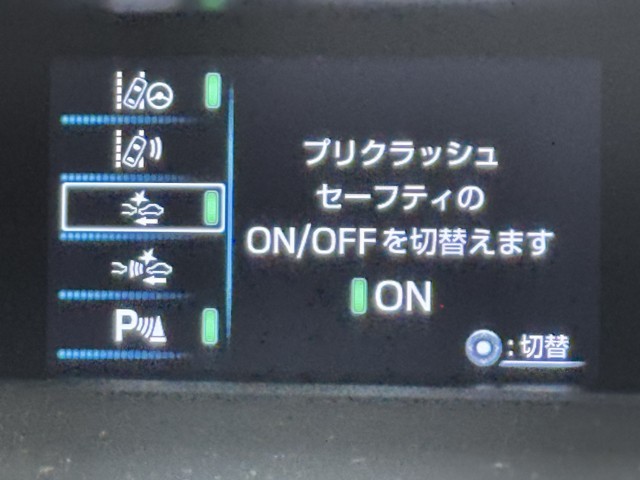 プリクラッシュ
セーフティの
ON/OFFを切替えます
ON
P
:切替